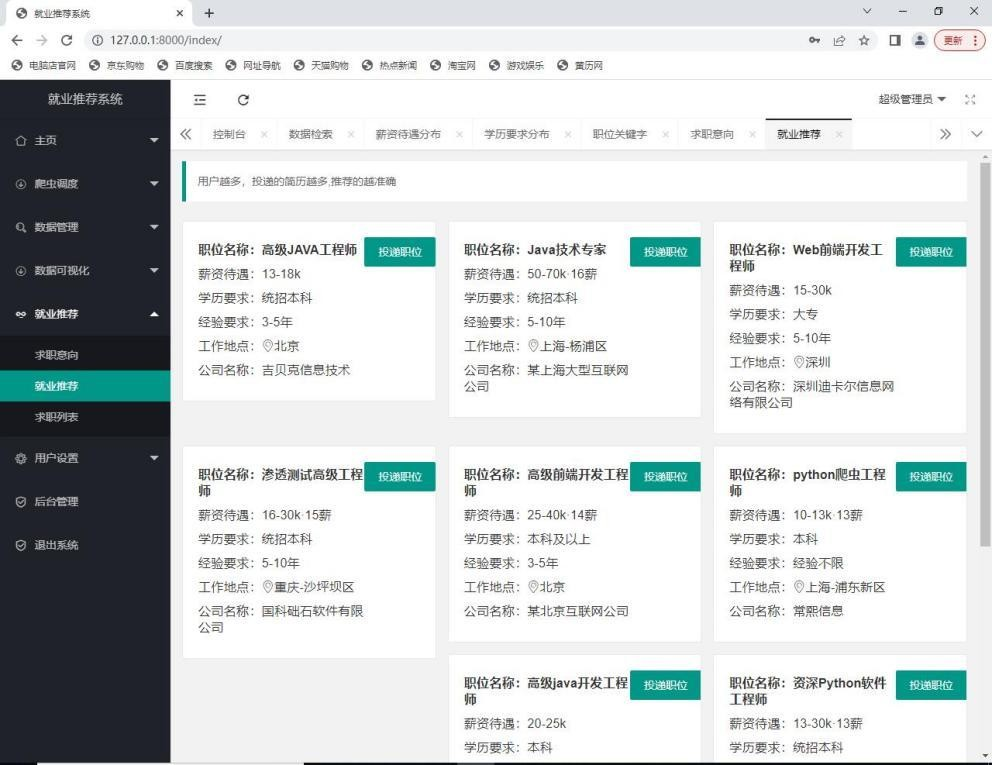 就业推荐系统
127.0.0.1:8000/index/
更新
电脑店官网
京东购物
百度搜索
网址导航
天猫购物
热点新闻
淘宝网
游戏娱乐
黄历网
就业推荐系统
超级管理员
主页
爬虫调度
数据管理
数据可视化
就业推荐
求职意向
就业推荐
求职列表
用户设置
后台管理
退出系统
控制台
数据检索
薪资待遇分布
学历要求分布
职位关键字
求职意向
就业推荐
用户越多，投递的简历越多,推荐的越准确
职位名称：高级JAVA工程师
投递职位
薪资待遇：13-18k
学历要求：统招本科
经验要求：3-5年
工作地点：北京
公司名称：吉贝克信息技术
职位名称：Java技术专家
投递职位
薪资待遇：50-70k·16薪
学历要求：统招本科
经验要求：5-10年
工作地点：上海-杨浦区
公司名称：某上海大型互联网
公司
职位名称：Web前端开发工
程师
投递职位
薪资待遇：15-30k
学历要求：大专
经验要求：5-10年
工作地点：深圳
公司名称：深圳迪卡尔信息网
络有限公司
职位名称：渗透测试高级工程
师
投递职位
薪资待遇：16-30k·15薪
学历要求：统招本科
经验要求：5-10年
工作地点：重庆-沙坪坝区
公司名称：国科础石软件有限
公司
职位名称：高级前端开发工程
师
投递职位
薪资待遇：25-40k·14薪
学历要求：本科及以上
经验要求：3-5年
工作地点：北京
公司名称：某北京互联网公司
职位名称：python爬虫工程
师
投递职位
薪资待遇：10-13k·13薪
学历要求：本科
经验要求：经验不限
工作地点：上海-浦东新区
公司名称：常熙信息
职位名称：高级java开发工程
师
投递职位
薪资待遇：20-25k
学历要求：本科
职位名称：资深Python软件
工程师
投递职位
薪资待遇：13-30k·13薪
学历要求：统招本科